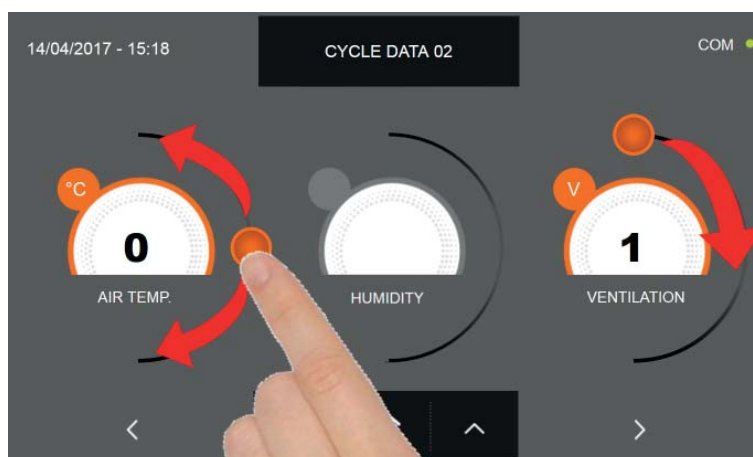 14/04/2017 - 15:18
CYCLE DATA 02
COM
°C
V
0
1
AIR TEMP.
HUMIDITY
VENTILATION